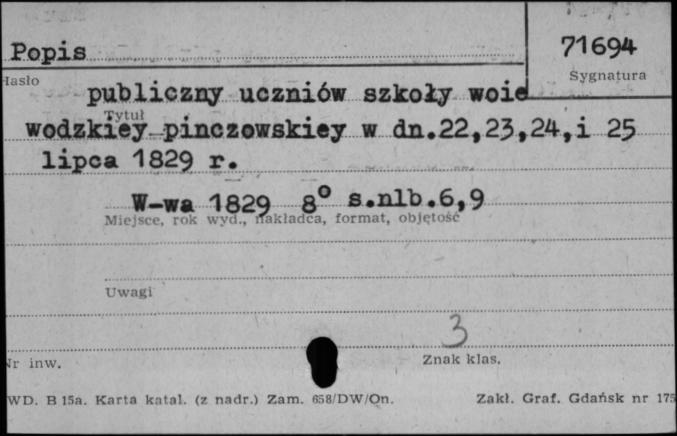 Popis 71694
Hasło Sygnatura
publiczny uczniów szkoły woie
Tytuł
wodzkiey pinczowskiey w dn.22,23,24,i 25
lipca 1829 r.
W-wa 1829 8° s.nlb.6,9
Miejsce, rok wyd., nakładca, format, objętość
Uwagi
3
Nr inw. Znak klas.
WD. B 15a. Karta katal. (z nadr.) Zam. 658/DW/On. Zakł. Graf. Gdańsk nr 175